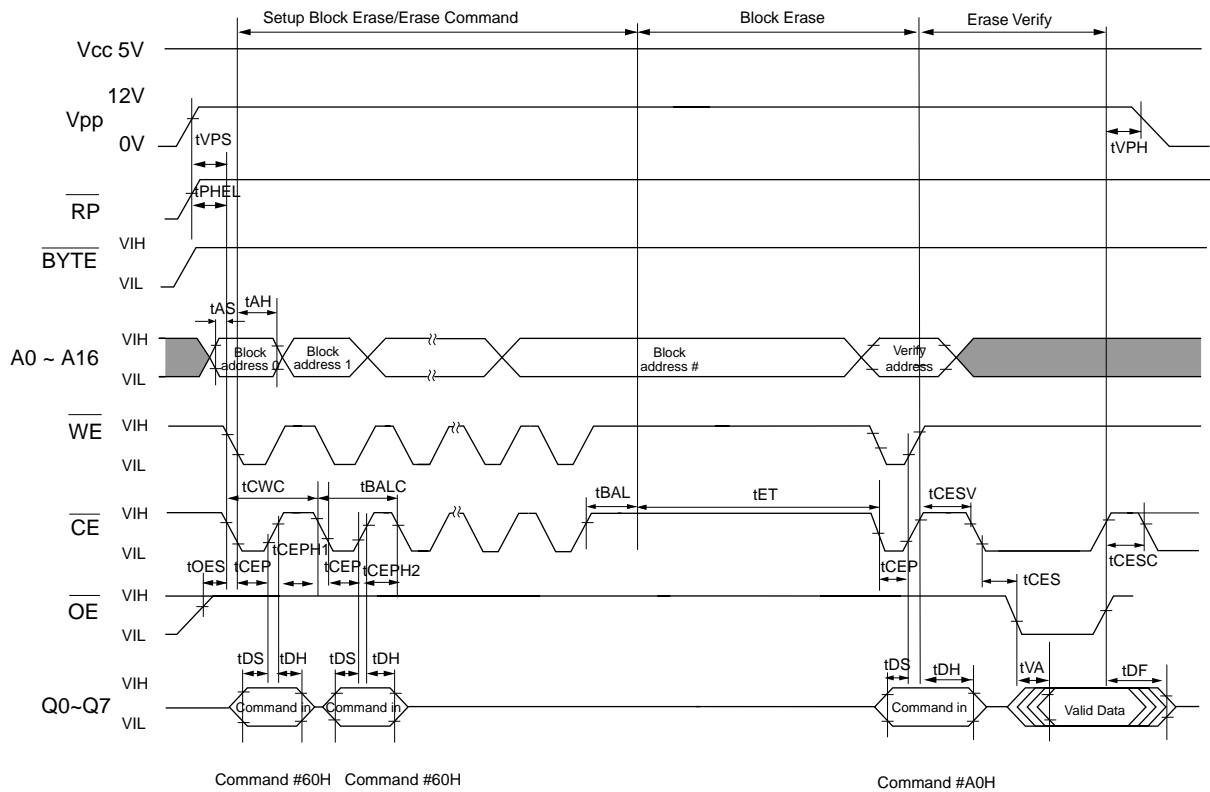 Setup Block Erase/Erase Command
Block Erase
Erase Verify
Vcc 5V
12V
Vpp
0V
tVPS
tVPH
tPHEL
RP
VIH
BYTE
VIL
tAS
tAH
VIH
A0 ~ A16
VIL
Block address 0
Block address 1
Block address #
Verify address
WE
VIH
VIL
tCWC
tBALC
tBAL
tET
tCESV
CE
VIH
VIL
tOES
tCEP
tCEPH1
tCEP
tCEPH2
tCEP
tCES
tCESC
OE
VIH
VIL
tDS
tDH
tDS
tDH
tDS
tDH
tVA
tDF
VIH
Q0~Q7
VIL
Command in
Command in
Command in
Valid Data
Command #60H
Command #60H
Command #A0H